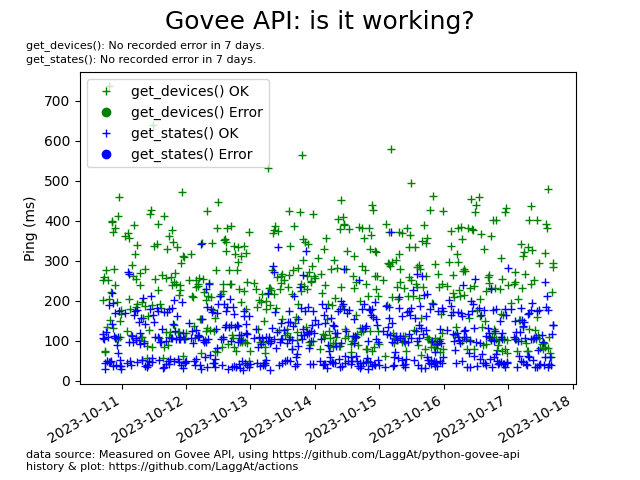 Govee API: is it working?
get_devices(): No recorded error in 7 days.
get_states(): No recorded error in 7 days.
get_devices() OK
get_devices() Error
get_states() OK
get_states() Error
Ping (ms)
700
600
500
400
300
200
100
0
2023-10-11
2023-10-12
2023-10-13
2023-10-14
2023-10-15
2023-10-16
2023-10-17
2023-10-18
data source: Measured on Govee API, using https://github.com/LaggAt/python-govee-api
history & plot: https://github.com/LaggAt/actions